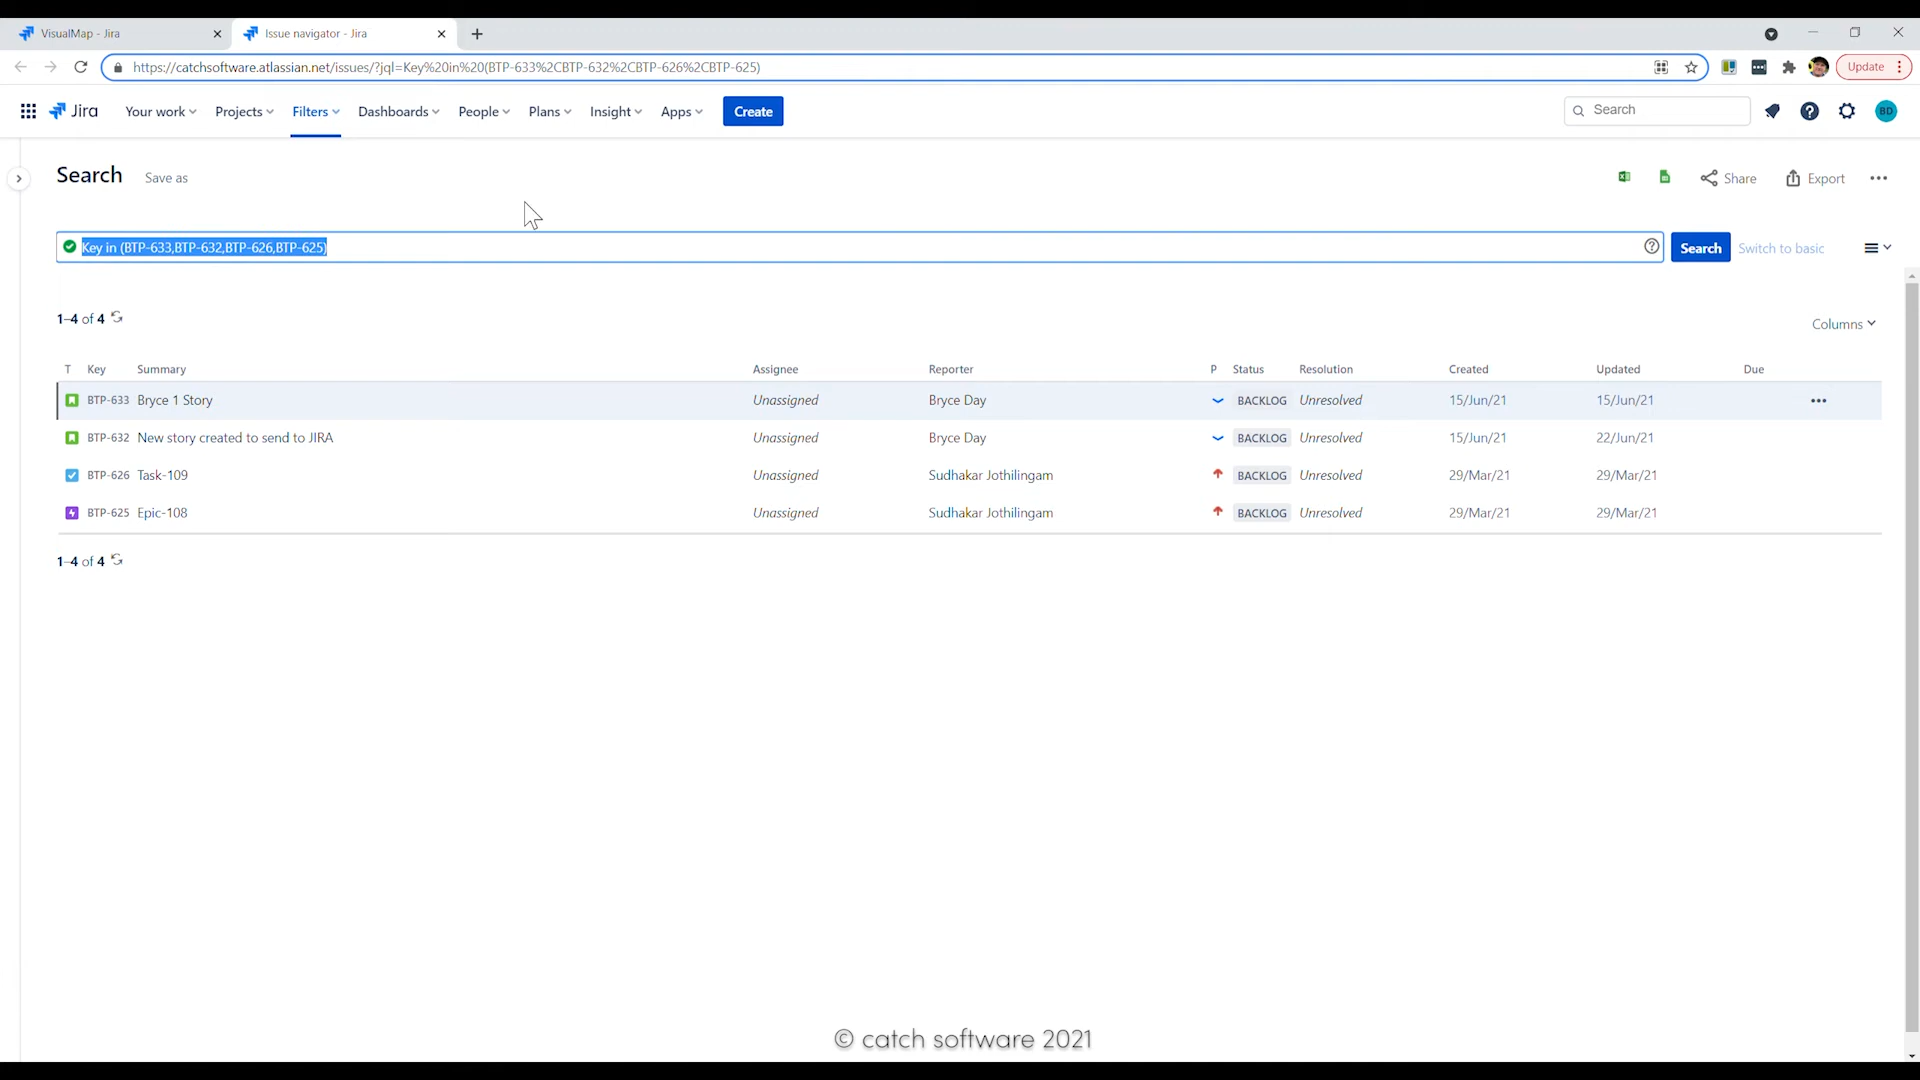 VisualMap - Jira
Issue navigator - Jira
https://catchsoftware.atlassian.net/issues/?jql=Key%20in%20(BTP-633%2CBTP-632%2CBTP-626%2CBTP-625)
Update
Jira
Your work
Projects
Filters
Dashboards
People
Plans
Insight
Apps
Create
Search
BD
Search
Save as
Share
Export
Key in (BTP-633,BTP-632,BTP-626,BTP-625)
Search
Switch to basic
1–4 of 4
Columns
T Key Summary Assignee Reporter P Status Resolution Created Updated Due
BTP-633 Bryce 1 Story Unassigned Bryce Day BACKLOG Unresolved 15/Jun/21 15/Jun/21
BTP-632 New story created to send to JIRA Unassigned Bryce Day BACKLOG Unresolved 15/Jun/21 22/Jun/21
BTP-626 Task-109 Unassigned Sudhakar Jothilingam BACKLOG Unresolved 29/Mar/21 29/Mar/21
BTP-625 Epic-108 Unassigned Sudhakar Jothilingam BACKLOG Unresolved 29/Mar/21 29/Mar/21
1–4 of 4
© catch software 2021